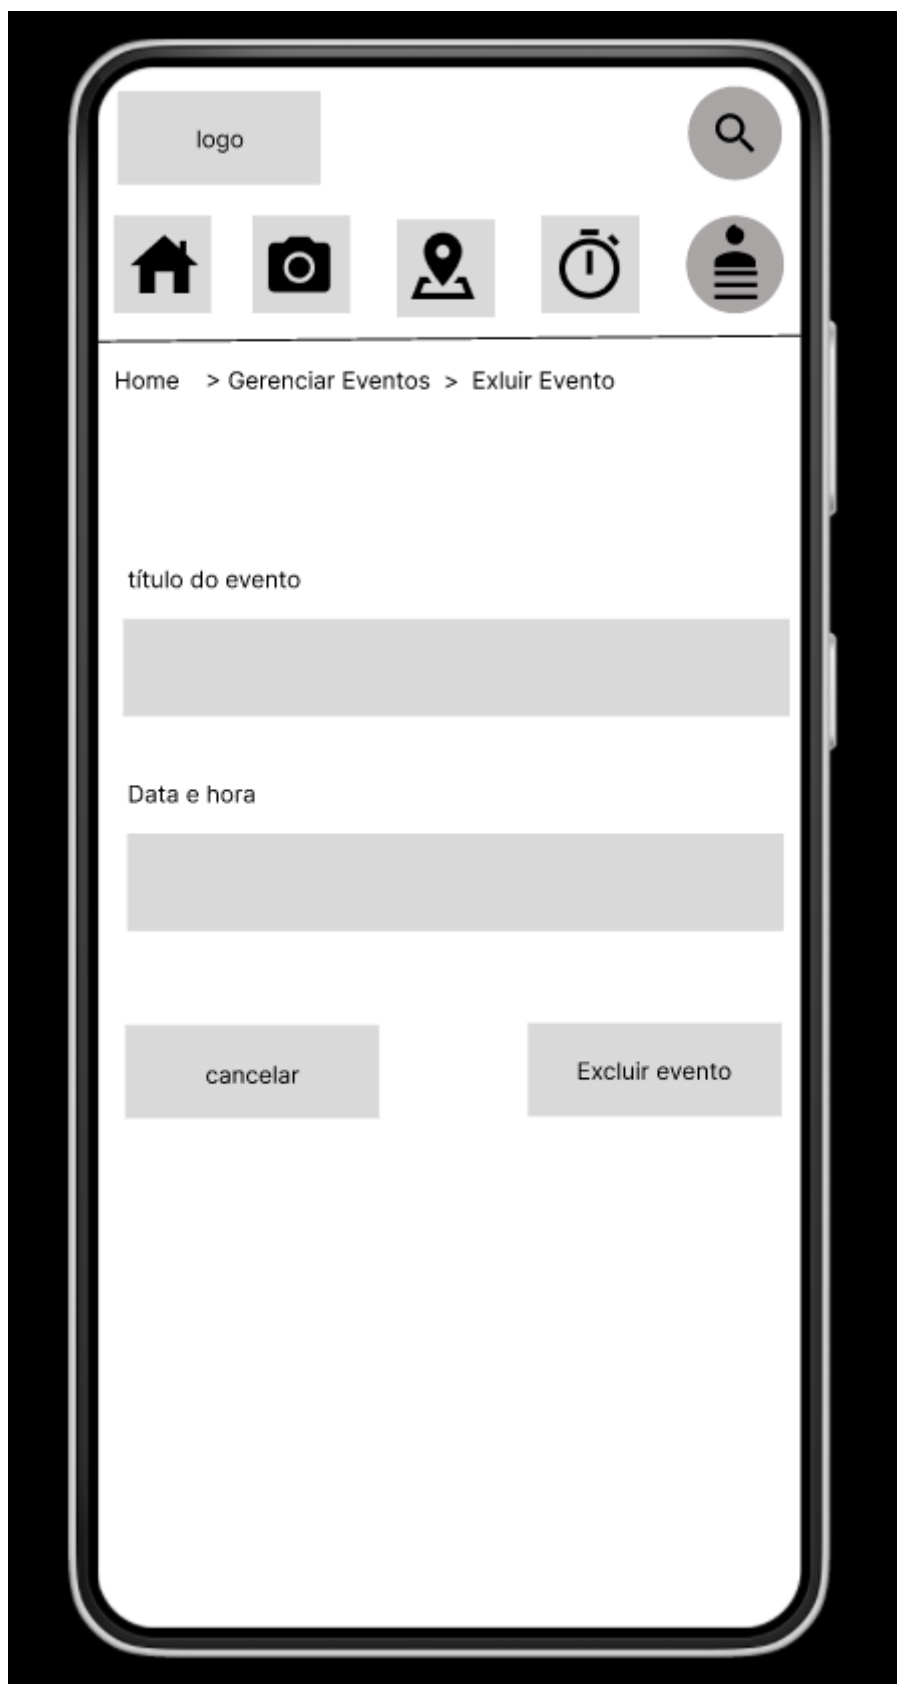 logo
Home > Gerenciar Eventos > Exluir Evento
título do evento
Data e hora
cancelar
Excluir evento